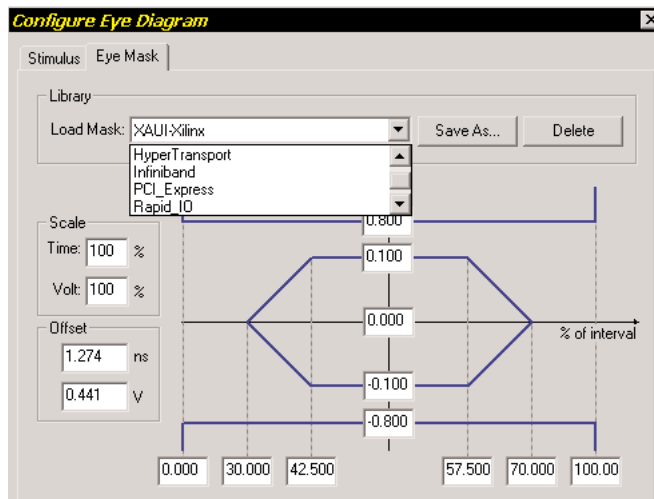 Configure Eye Diagram
Stimulus Eye Mask
Library
Load Mask: XAUI-Xilinx Save As... Delete
HyperTransport
Infiniband
PCI_Express
Rapid_IO
0.800
Scale
Time: 100 %
0.100
Volt: 100 %
0.000
% of interval
Offset
1.274 ns
-0.100
0.441 V
-0.800
0.000 30.000 42.500 57.500 70.000 100.00